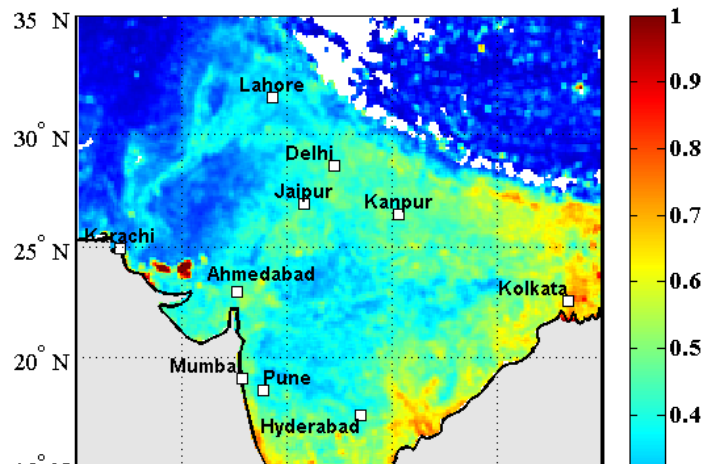 35 N
1
Lahore
0.9
30 N
0.8
Delhi
Jaipur
Kanpur
0.7
Karachi
25 N
Ahmedabad
0.6
Kolkata
0.5
20 N
Mumba
Pune
0.4
Hyderabad